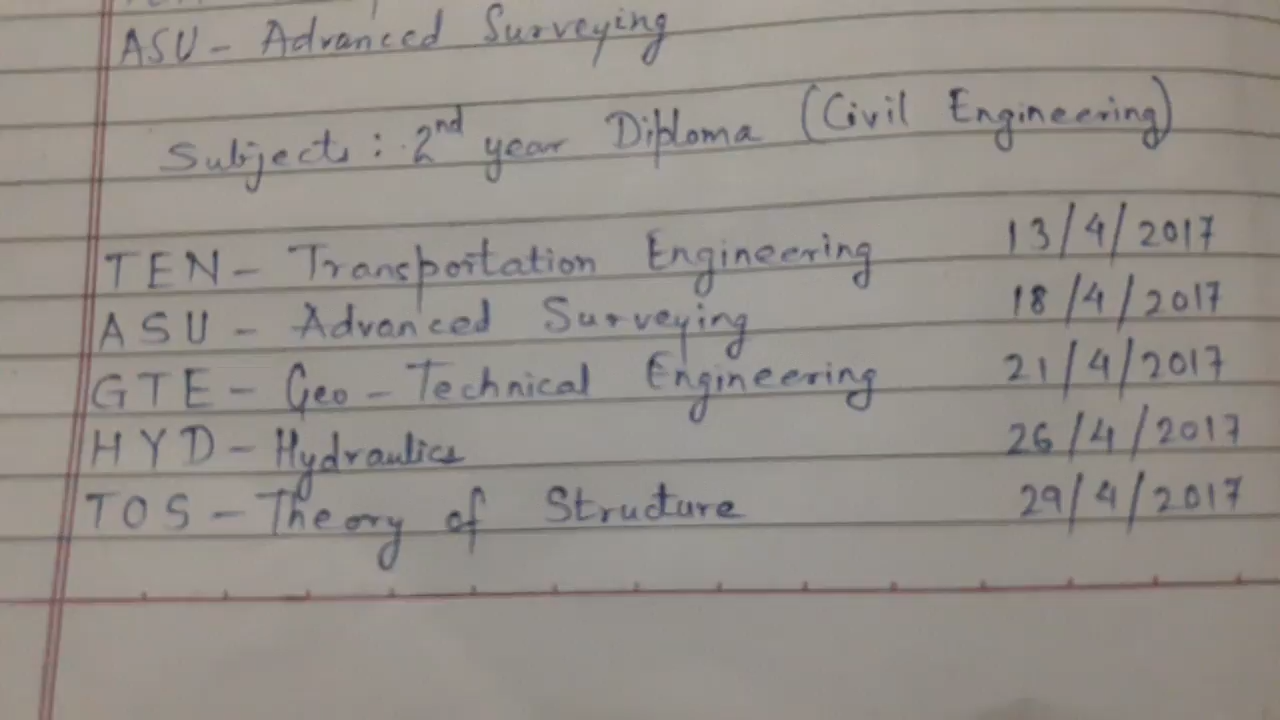 ASU - Advanced Surveying
Subjects : 2nd year Diploma (Civil Engineering)
TEN - Transportation Engineering 13/4/2017
ASU - Advanced Surveying 18/4/2017
GTE - Geo - Technical Engineering 21/4/2017
HYD - Hydraulics 26/4/2017
TOS - Theory of Structure 29/4/2017